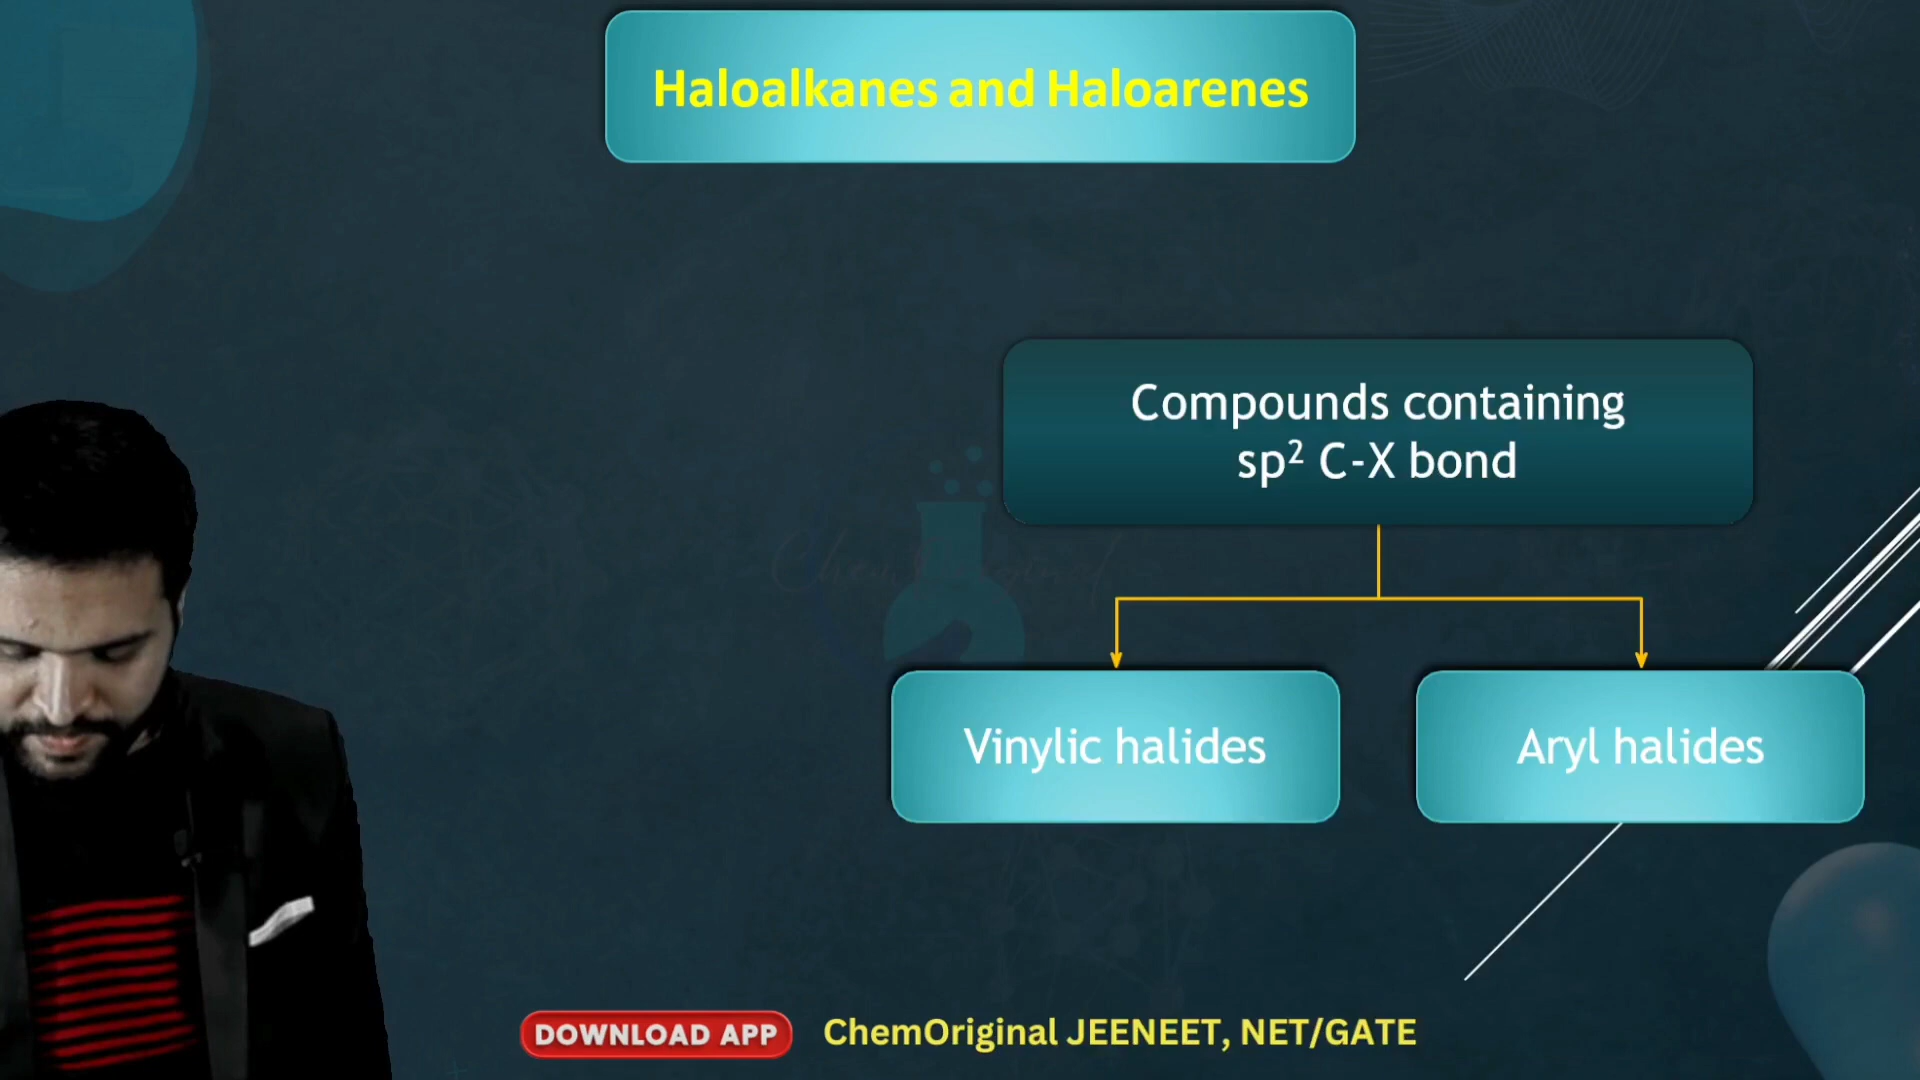 Haloalkanes and Haloarenes
Compounds containing
sp² C-X bond
Vinylic halides
Aryl halides
DOWNLOAD APP
ChemOriginal JEENEET, NET/GATE